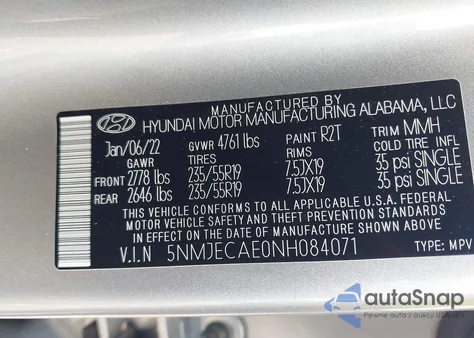 MANUFACTURED BY
HYUNDAI MOTOR MANUFACTURING ALABAMA, LLC
Jan/06/22 GVWR 4761 lbs PAINT R2T TRIM MMH
GAWR TIRES RIMS COLD TIRE INFL
FRONT 2778 lbs 235/55R19 7.5JX19 35 psi SINGLE
REAR 2646 lbs 235/55R19 7.5JX19 35 psi SINGLE
THIS VEHICLE CONFORMS TO ALL APPLICABLE U.S.A. FEDERAL
MOTOR VEHICLE SAFETY AND THEFT PREVENTION STANDARDS
IN EFFECT ON THE DATE OF MANUFACTURE SHOWN ABOVE.
V.I.N 5NMJECAE0NH084071 TYPE: MPV
autoSnap
Pewne auta z